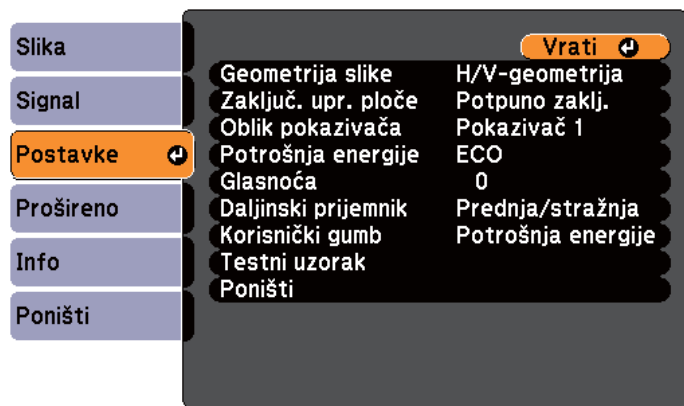 Slika
Signal
Postavke
Prošireno
Info
Poništi
Vrati
Geometrija slike H/V-geometrija
Zaključ. upr. ploče Potpuno zaklj.
Oblik pokazivača Pokazivač 1
Potrošnja energije ECO
Glasnoća 0
Daljinski prijemnik Prednja/stražnja
Korisnički gumb Potrošnja energije
Testni uzorak
Poništi